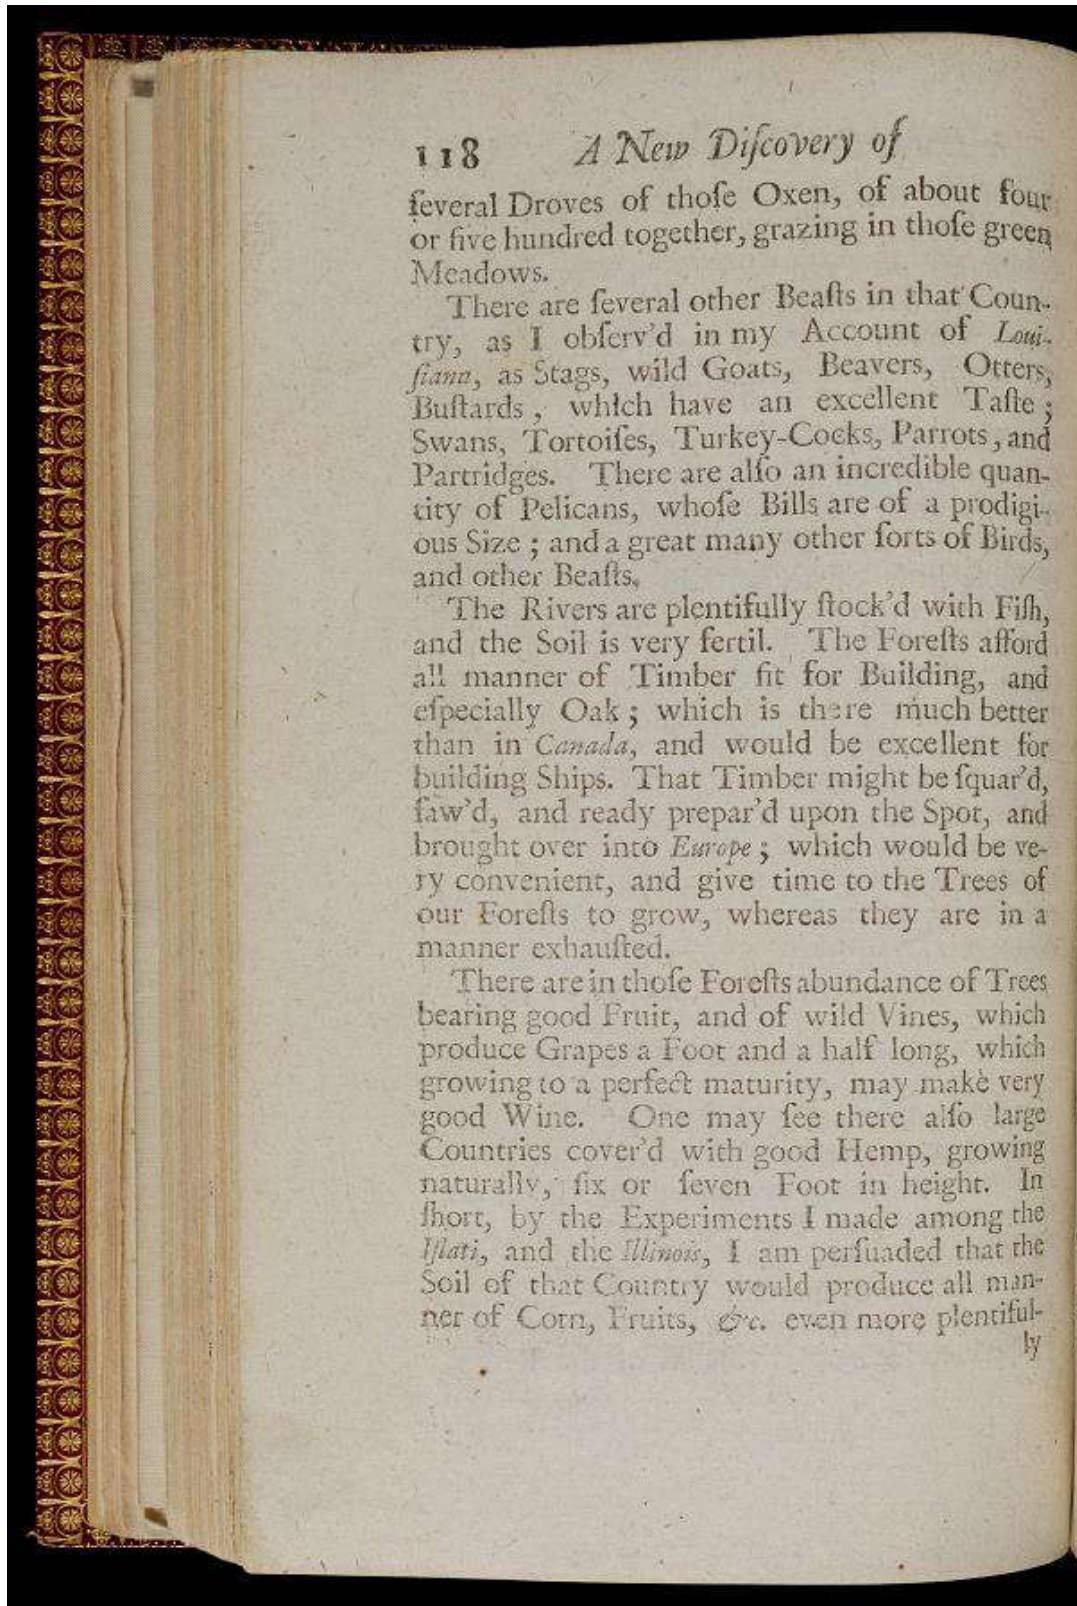 118 A New Diſcovery of
ſeveral Droves of thoſe Oxen, of about four
or five hundred together, grazing in thoſe green
Meadows.
There are ſeveral other Beaſts in that Coun-
try, as I obſerv'd in my Account of Loui-
ſiana, as Stags, wild Goats, Beavers, Otters,
Buſtards, which have an excellent Taſte;
Swans, Tortoiſes, Turkey-Cocks, Parrots, and
Partridges. There are alſo an incredible quan-
tity of Pelicans, whoſe Bills are of a prodigi-
ous Size; and a great many other ſorts of Birds,
and other Beaſts.
The Rivers are plentifully ſtock'd with Fiſh,
and the Soil is very fertil. The Foreſts afford
all manner of Timber fit for Building, and
eſpecially Oak; which is there much better
than in Canada, and would be excellent for
building Ships. That Timber might be ſquar'd,
ſaw'd, and ready prepar'd upon the Spot, and
brought over into Europe; which would be ve-
ry convenient, and give time to the Trees of
our Foreſts to grow, whereas they are in a
manner exhauſted.
There are in thoſe Foreſts abundance of Trees
bearing good Fruit, and of wild Vines, which
produce Grapes a Foot and a half long, which
growing to a perfect maturity, may make very
good Wine. One may ſee there alſo large
Countries cover'd with good Hemp, growing
naturally, ſix or ſeven Foot in height. In
ſhort, by the Experiments I made among the
Iſlati, and the Illinois, I am perſuaded that the
Soil of that Country would produce all man-
ner of Corn, Fruits, &c. even more plentiful-
ly